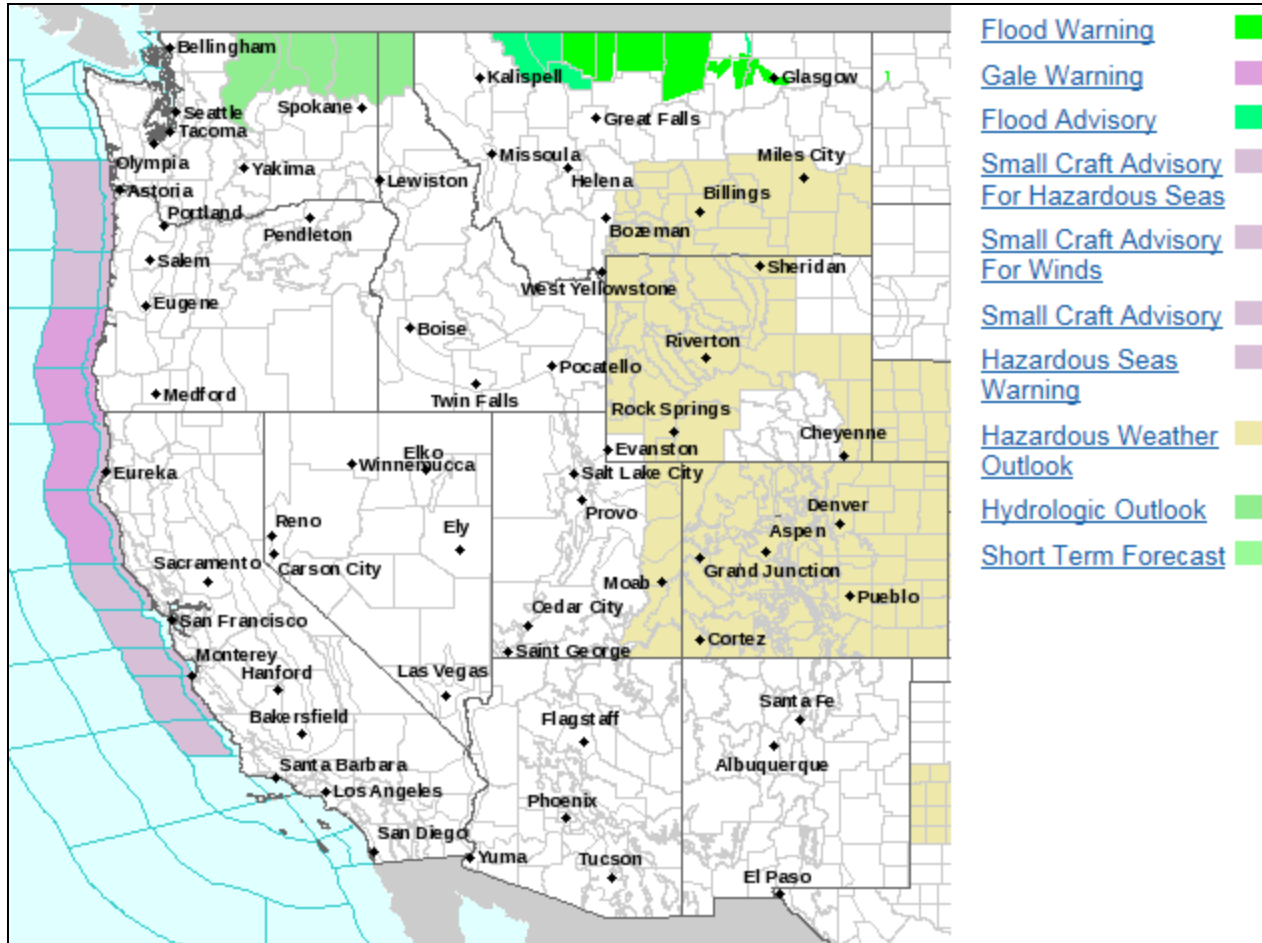 Bellingham
Kalispell
Glasgow
Seattle
Spokane
Tacoma
Great Falls
Olympia
Missoula
Miles City
Yakima
Helena
Astoria
Lewiston
Billings
Portland
Pendleton
Bozeman
Salem
Sheridan
West Yellowstone
Eugene
Boise
Riverton
Pocatello
Medford
Twin Falls
Rock Springs
Cheyenne
Elko
Evanston
Winnemucca
Eureka
Salt Lake City
Denver
Provo
Reno
Ely
Aspen
Sacramento
Carson City
Grand Junction
Moab
Pueblo
Cedar City
San Francisco
Cortez
Saint George
Monterey
Hanford
Las Vegas
Santa Fe
Bakersfield
Flagstaff
Albuquerque
Santa Barbara
Los Angeles
Phoenix
San Diego
Yuma
Tucson
El Paso
Flood Warning
Gale Warning
Flood Advisory
Small Craft Advisory
For Hazardous Seas
Small Craft Advisory
For Winds
Small Craft Advisory
Hazardous Seas
Warning
Hazardous Weather
Outlook
Hydrologic Outlook
Short Term Forecast